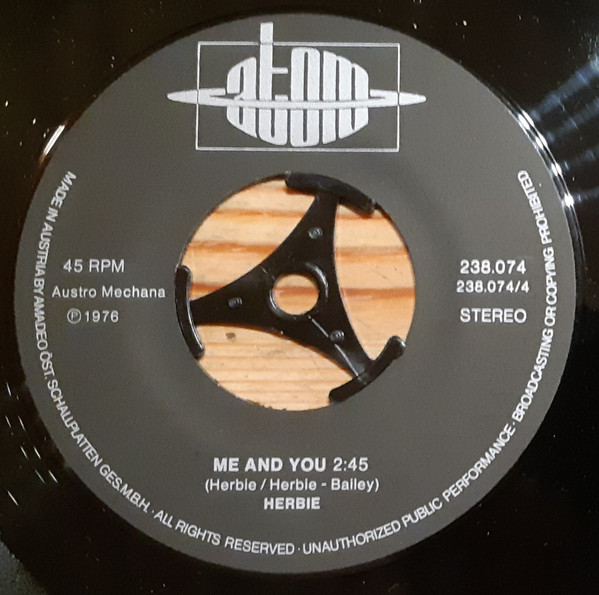 atom
45 RPM
Austro Mechana
Ⓟ 1976
238.074
238.074/4
STEREO
ME AND YOU 2:45
(Herbie / Herbie - Bailey)
HERBIE
MADE IN AUSTRIA BY AMADEO ÖST. SCHALLPLATTEN GES.M.B.H. · ALL RIGHTS RESERVED · UNAUTHORIZED PUBLIC PERFORMANCE · BROADCASTING OR COPYING PROHIBITED